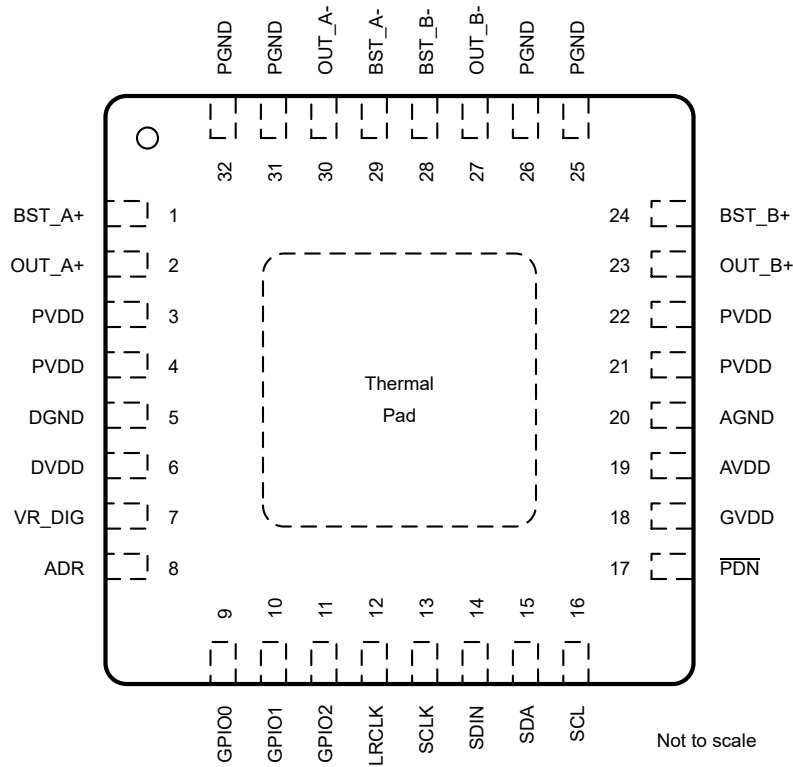 PGND
PGND
OUT_A-
BST_A-
BST_B-
OUT_B-
PGND
PGND
32
31
30
29
28
27
26
25
BST_A+ 1
OUT_A+ 2
PVDD 3
PVDD 4
DGND 5
DVDD 6
VR_DIG 7
ADR 8
Thermal
Pad
24 BST_B+
23 OUT_B+
22 PVDD
21 PVDD
20 AGND
19 AVDD
18 GVDD
17 PDN
9
10
11
12
13
14
15
16
GPIO0
GPIO1
GPIO2
LRCLK
SCLK
SDIN
SDA
SCL
Not to scale